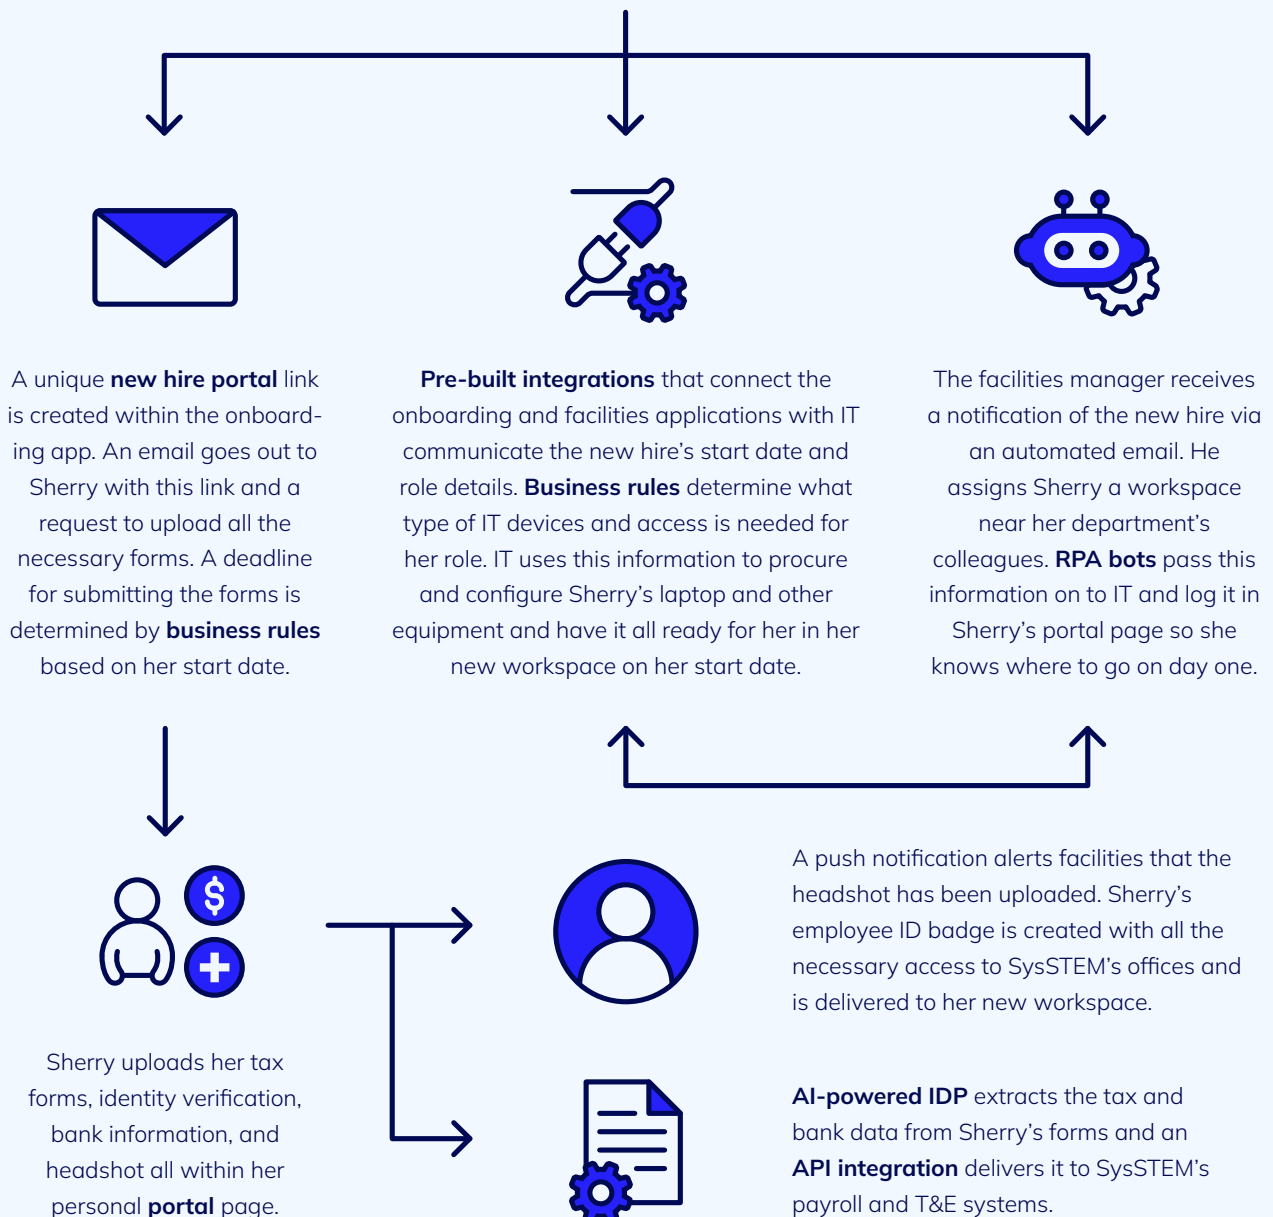 A unique new hire portal link
is created within the onboard-
ing app. An email goes out to
Sherry with this link and a
request to upload all the
necessary forms. A deadline
for submitting the forms is
determined by business rules
based on her start date.
Pre-built integrations that connect the
onboarding and facilities applications with IT
communicate the new hire’s start date and
role details. Business rules determine what
type of IT devices and access is needed for
her role. IT uses this information to procure
and configure Sherry’s laptop and other
equipment and have it all ready for her in her
new workspace on her start date.
The facilities manager receives
a notification of the new hire via
an automated email. He
assigns Sherry a workspace
near her department’s
colleagues. RPA bots pass this
information on to IT and log it in
Sherry’s portal page so she
knows where to go on day one.
$
Sherry uploads her tax
forms, identity verification,
bank information, and
headshot all within her
personal portal page.
A push notification alerts facilities that the
headshot has been uploaded. Sherry’s
employee ID badge is created with all the
necessary access to SysSTEM’s offices and
is delivered to her new workspace.
AI-powered IDP extracts the tax and
bank data from Sherry’s forms and an
API integration delivers it to SysSTEM’s
payroll and T&E systems.